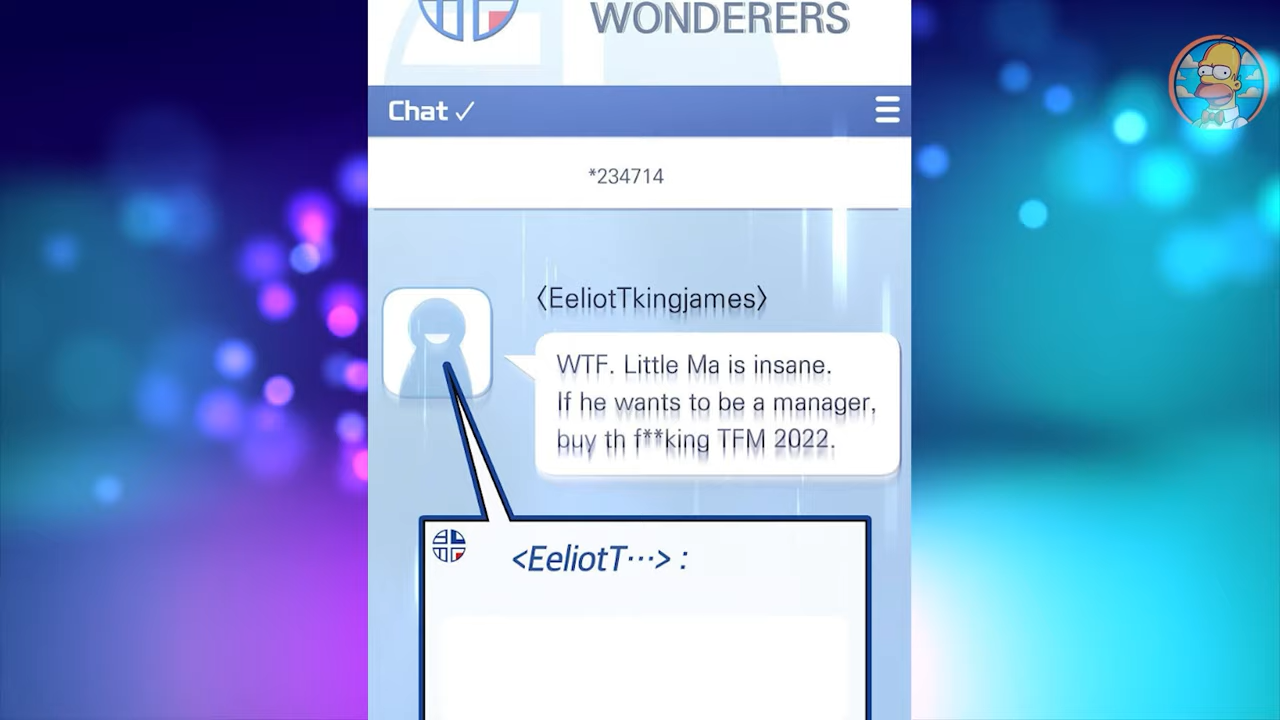 WONDERERS
Chat ✓
*234714
〈EeliotTkingjames〉
WTF. Little Ma is insane.
If he wants to be a manager,
buy th f**king TFM 2022.
<EeliotT⋯> :